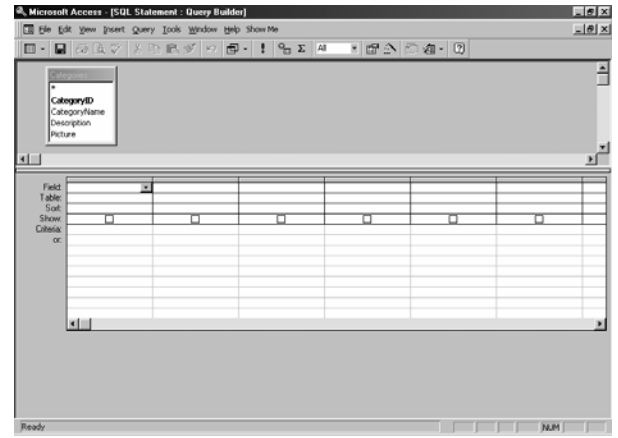 Microsoft Access - [SQL Statement : Query Builder]
File Edit View Insert Query Tools Window Help Show Me
All
Categories
*
CategoryID
CategoryName
Description
Picture
Field:
Table:
Sort:
Show:
Criteria:
or:
Ready NUM